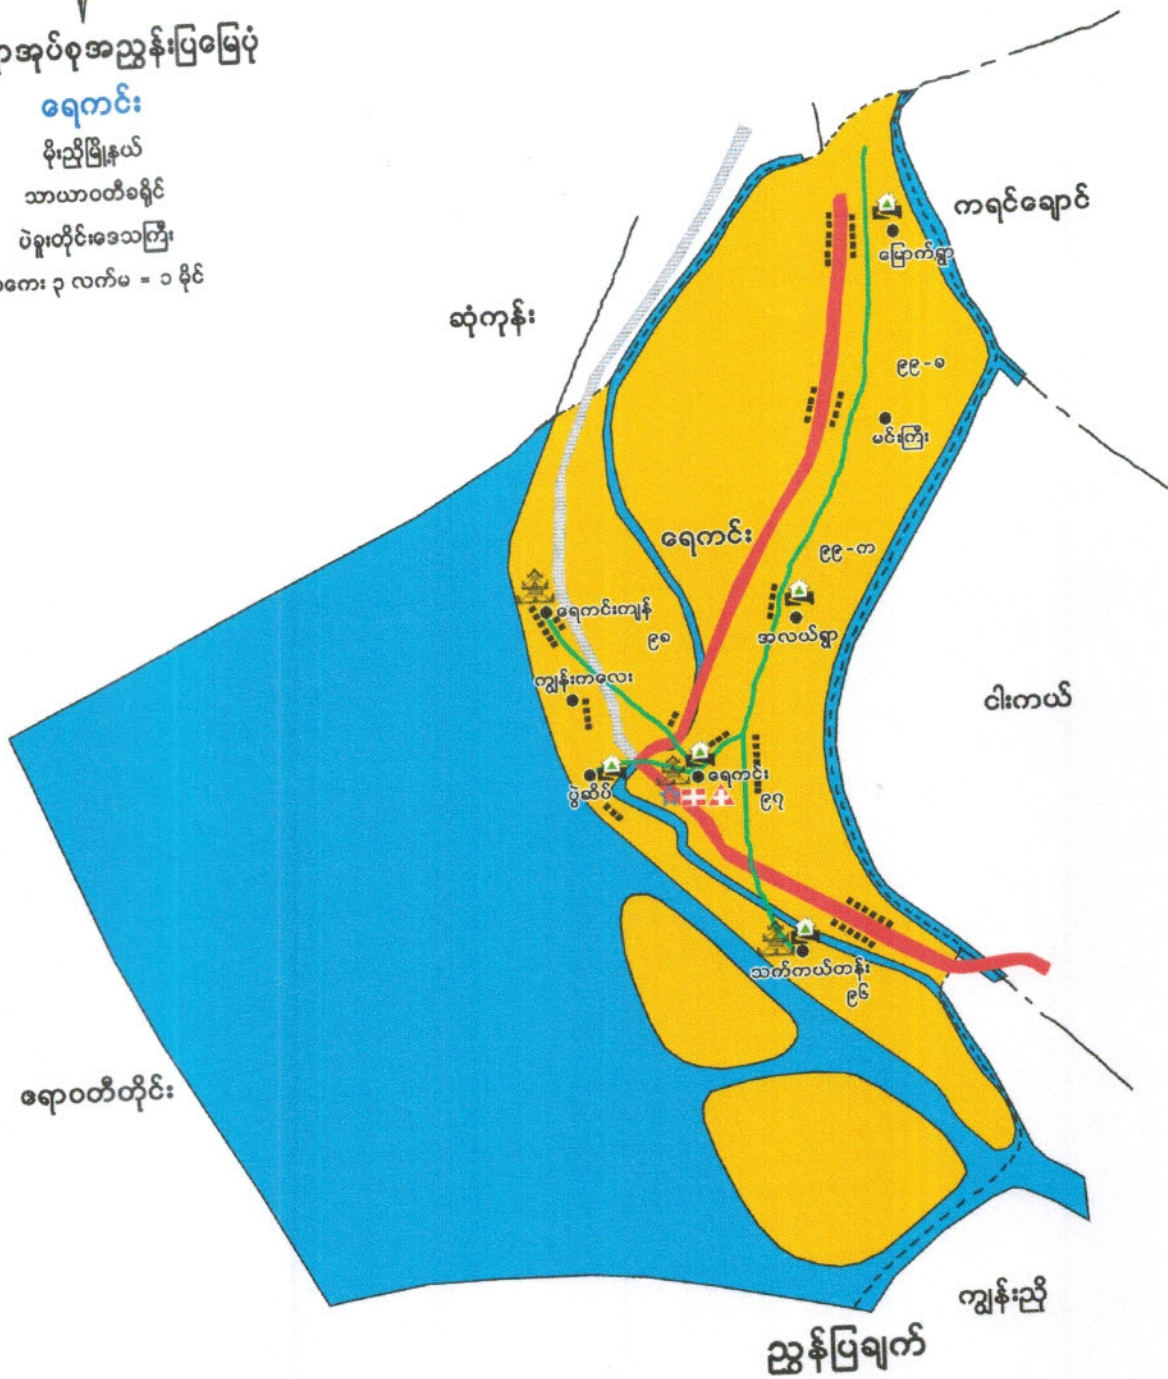 အုပ်စုအညွှန်းပြမြေပုံ
ရေကင်း
မိုးညိုမြို့နယ်
သာယာဝတီခရိုင်
ပဲခူးတိုင်းဒေသကြီး
၃ လက်မ = ၁ မိုင်
ကရင်ချောင်
မြောက်ရွာ
ဆုံကုန်း
၉၉-ခ
မင်းကြီး
ရေကင်း
၉၉-က
ရေကင်းကျန်
၉၈
အလယ်ရွာ
ကျွန်းကလေး
ငါးကယ်
ရေကင်း
ပွဲဆိပ်
၉၇
သက်ကယ်တန်း
၉၆
ဧရာဝတီတိုင်း
ကျွန်းညို
ညွှန်ပြချက်